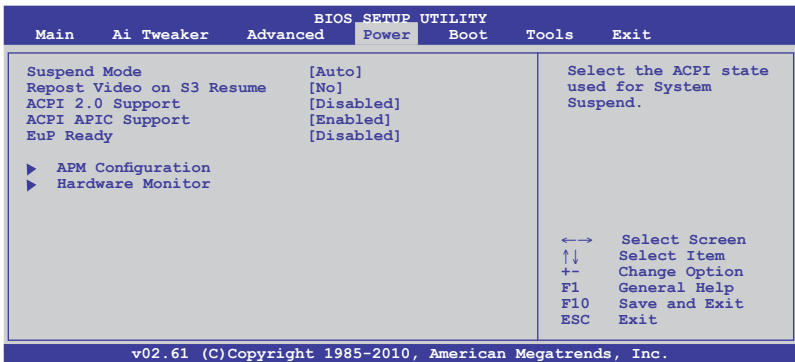 BIOS SETUP UTILITY
Main Ai Tweaker Advanced Power Boot Tools Exit
Suspend Mode [Auto]
Repost Video on S3 Resume [No]
ACPI 2.0 Support [Disabled]
ACPI APIC Support [Enabled]
EuP Ready [Disabled]
▶ APM Configuration
▶ Hardware Monitor
Select the ACPI state
used for System
Suspend.
←→ Select Screen
↑↓ Select Item
+- Change Option
F1 General Help
F10 Save and Exit
ESC Exit
v02.61 (C)Copyright 1985-2010, American Megatrends, Inc.